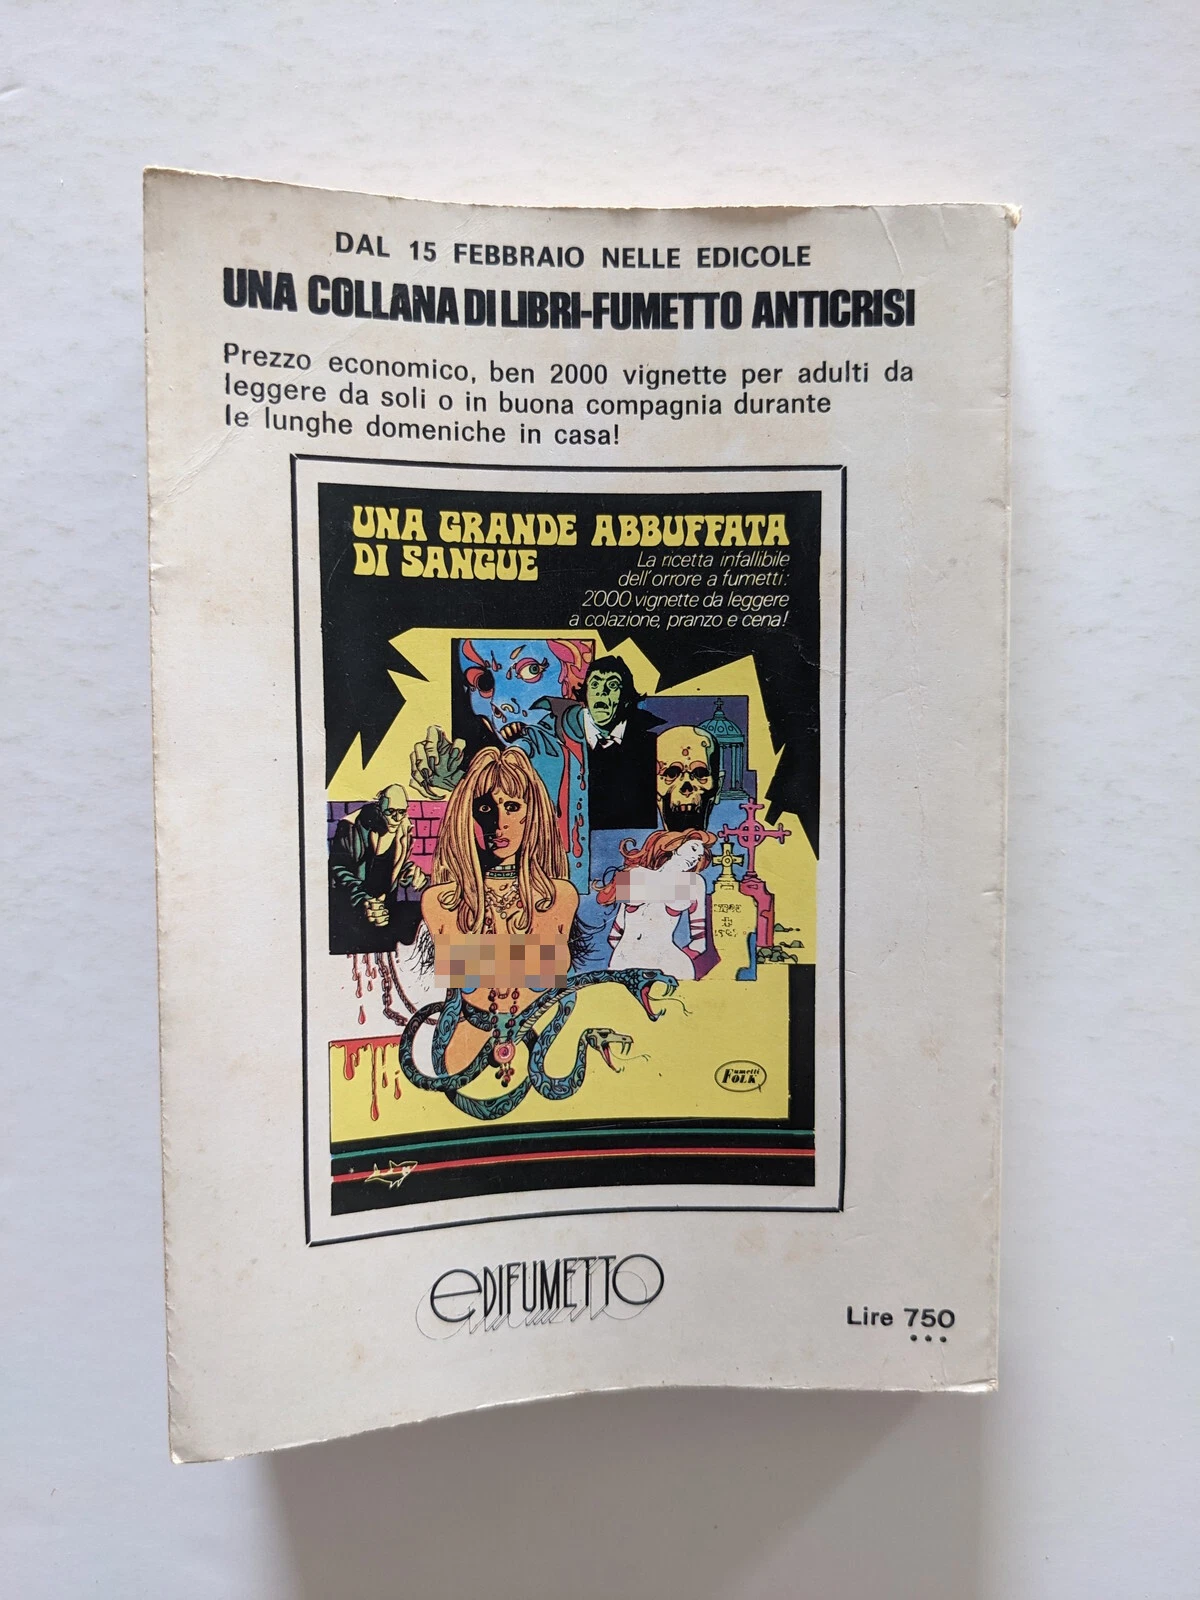 DAL 15 FEBBRAIO NELLE EDICOLE
UNA COLLANA DI LIBRI-FUMETTO ANTICRISI
Prezzo economico, ben 2000 vignette per adulti da
leggere da soli o in buona compagnia durante
le lunghe domeniche in casa!
UNA GRANDE ABBUFFATA
DI SANGUE
La ricetta infallibile
dell'orrore a fumetti:
2000 vignette da leggere
a colazione, pranzo e cena!
Fumetti
FOLK
EDIFUMETTO
Lire 750